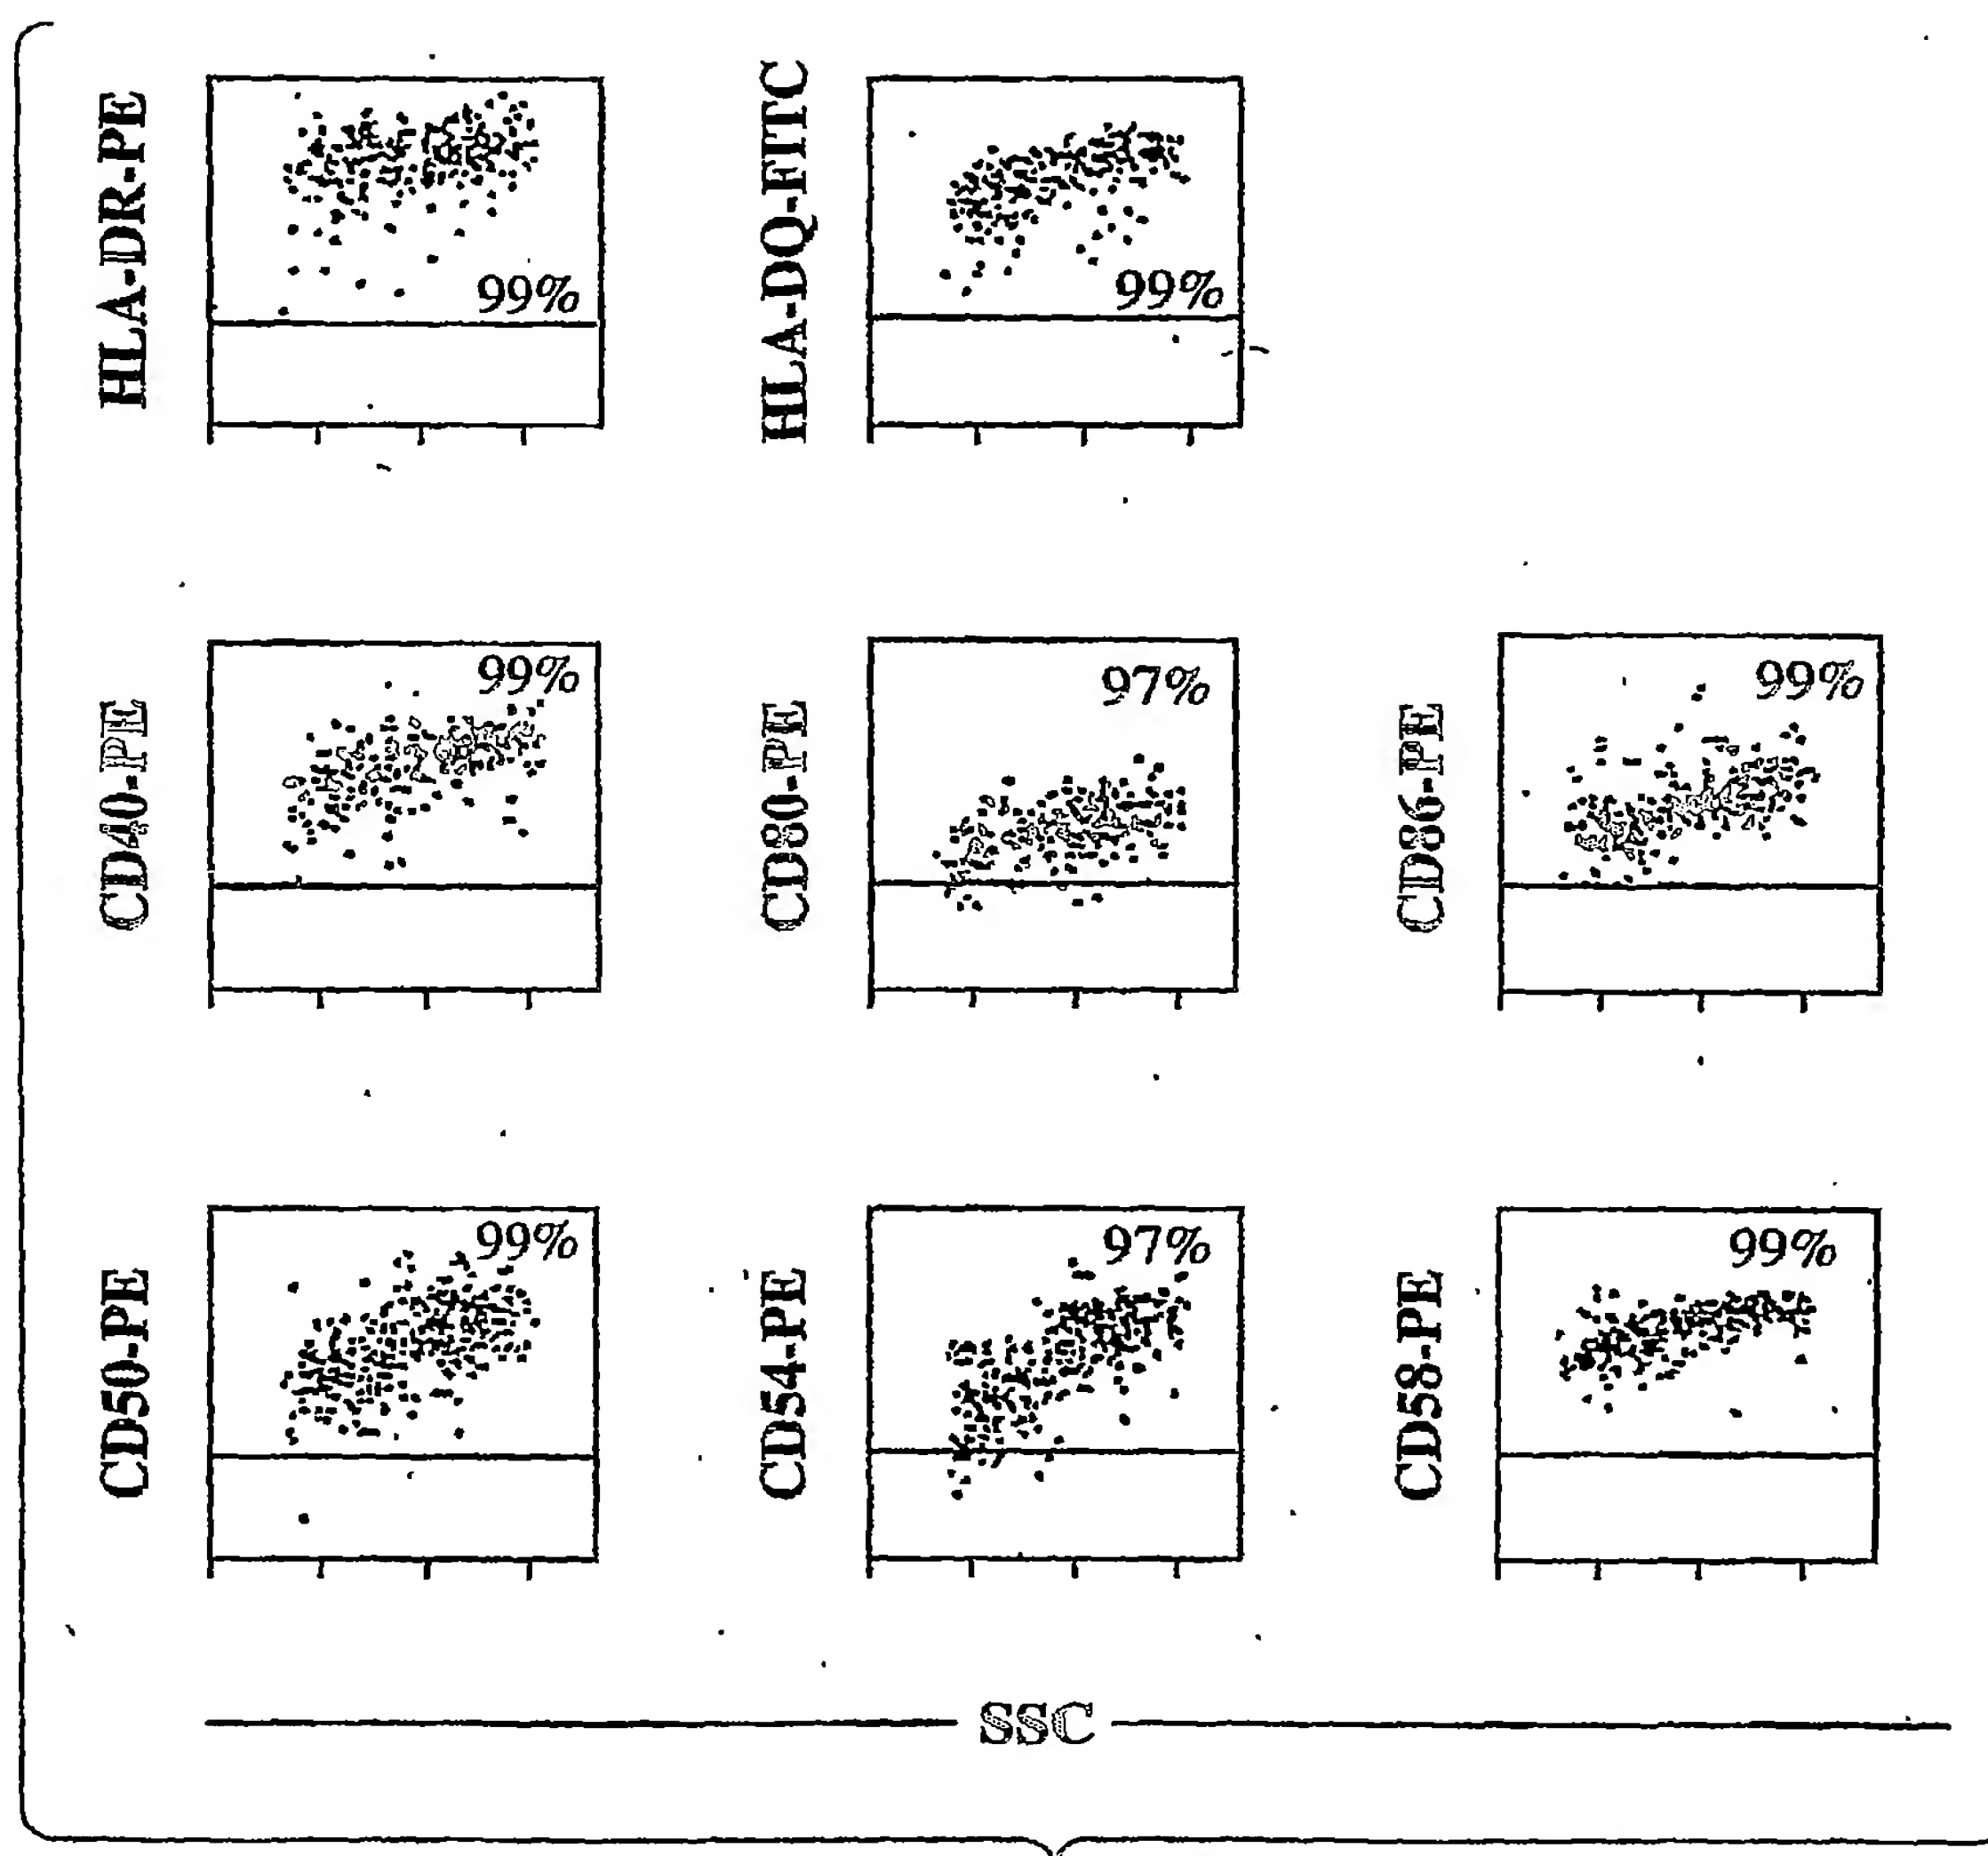 HLA-DR-PE
99%
HLA-DQ-FITC
99%
CD40-PE
99%
CD80-PE
97%
CD86-PE
99%
CD50-PE
99%
CD54-PE
97%
CD58-PE
99%
SSC